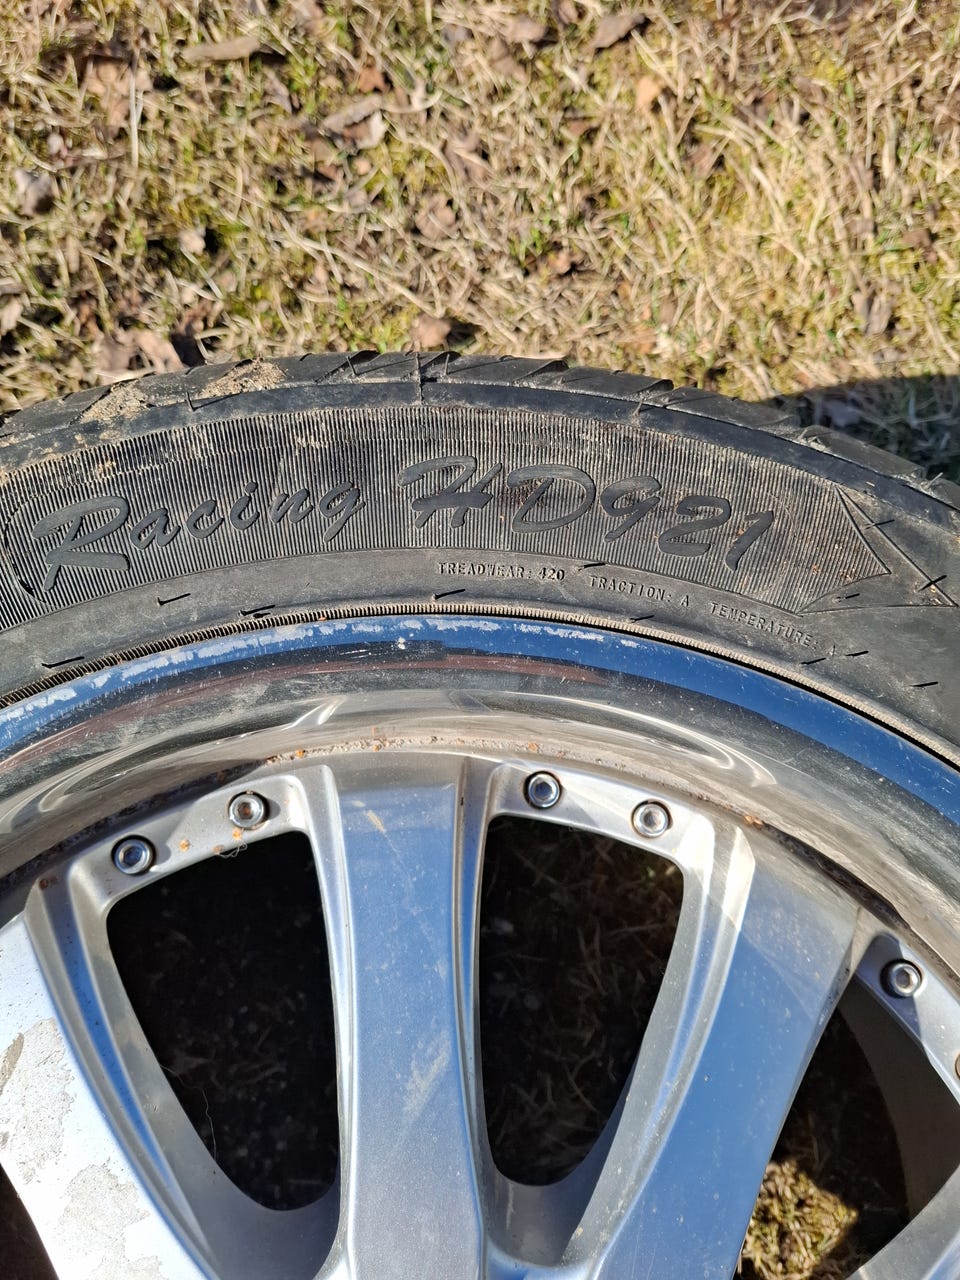 Racing HD921
TREADWEAR: 420 TRACTION: A TEMPERATURE: A